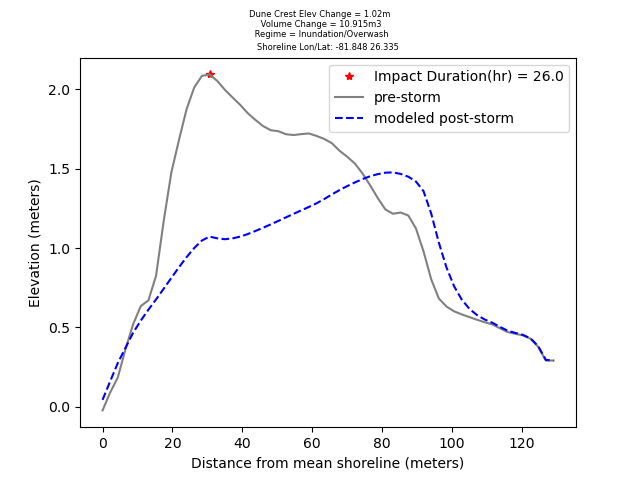 Dune Crest Elev Change = 1.02m
Volume Change = 10.915m3
Regime = Inundation/Overwash
Shoreline Lon/Lat: -81.848 26.335
Impact Duration(hr) = 26.0
pre-storm
modeled post-storm
Elevation (meters)
2.0
1.5
1.0
0.5
0.0
0 20 40 60 80 100 120
Distance from mean shoreline (meters)